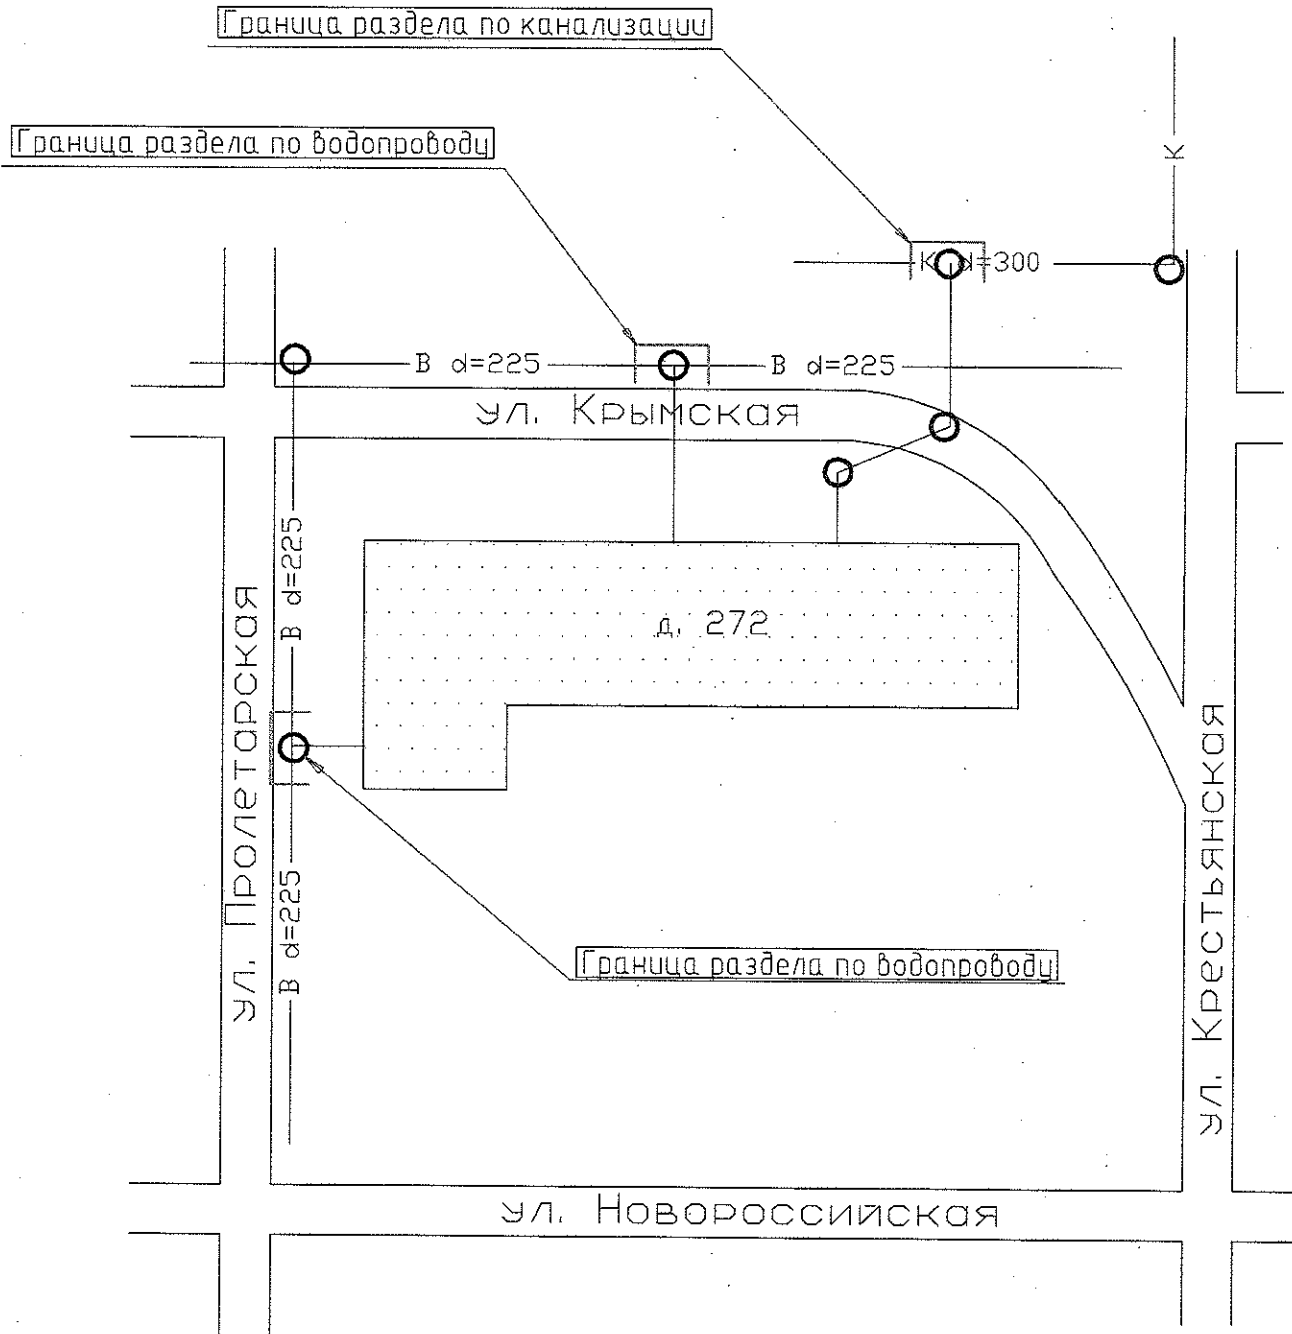 Граница раздела по канализации
Граница раздела по водопроводу
К
К d=300
В d=225
В d=225
ул. Крымская
В d=225
д. 272
ул. Пролетарская
ул. Крестьянская
В d=225
Граница раздела по водопроводу
ул. Новороссийская